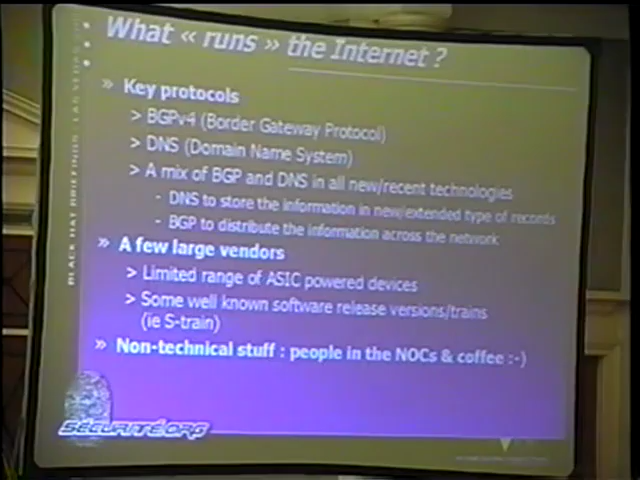 What « runs » the Internet ?
» Key protocols
> BGPv4 (Border Gateway Protocol)
> DNS (Domain Name System)
> A mix of BGP and DNS in all new/recent technologies
- DNS to store the information in new/extended type of records
- BGP to distribute the information across the network
» A few large vendors
> Limited range of ASIC powered devices
> Some well known software release versions/trains
(ie S-train)
» Non-technical stuff : people in the NOCs & coffee :-)
BLACK HAT BRIEFINGS - LAS VEGAS
SÉCURITÉ.ORG